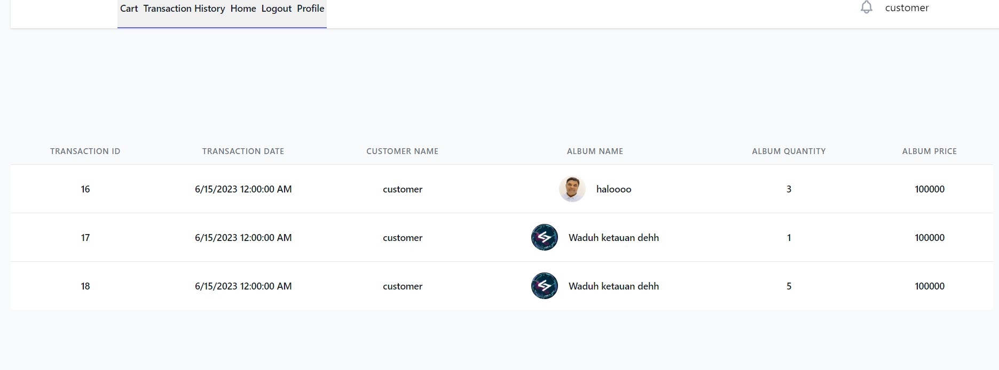 Cart Transaction History Home Logout Profile customer
TRANSACTION ID TRANSACTION DATE CUSTOMER NAME ALBUM NAME ALBUM QUANTITY ALBUM PRICE
16 6/15/2023 12:00:00 AM customer haloooo 3 100000
17 6/15/2023 12:00:00 AM customer Waduh ketauan dehh 1 100000
18 6/15/2023 12:00:00 AM customer Waduh ketauan dehh 5 100000